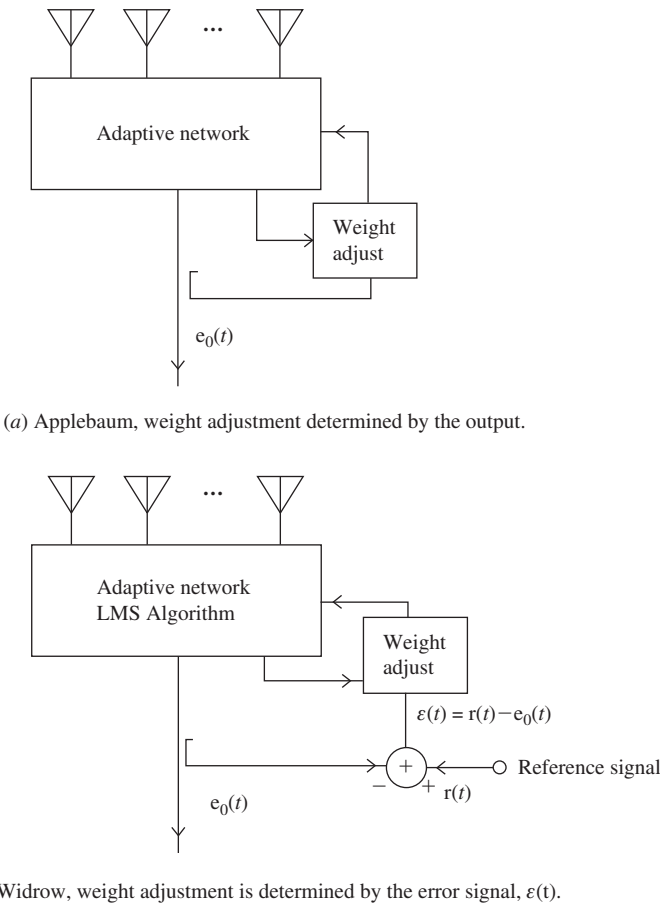 ...
Adaptive network
Weight
adjust
e₀(t)
(a) Applebaum, weight adjustment determined by the output.
...
Adaptive network
LMS Algorithm
Weight
adjust
ε(t) = r(t)−e₀(t)
+
Reference signal
− + r(t)
e₀(t)
Widrow, weight adjustment is determined by the error signal, ε(t).